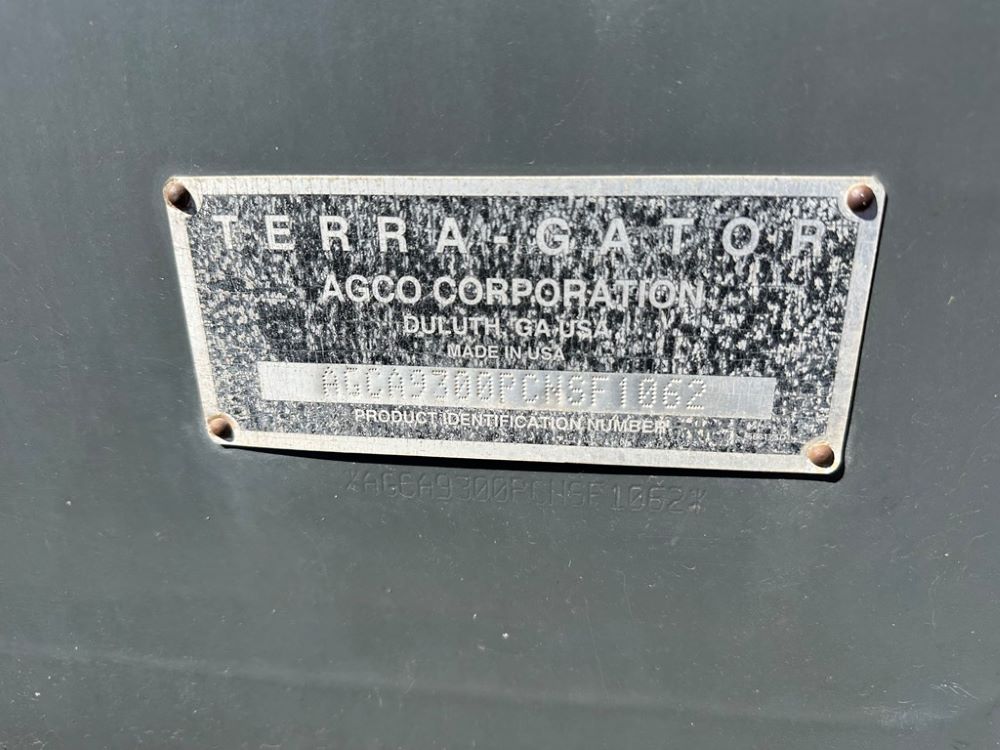 TERRA-GATOR
AGCO CORPORATION
DULUTH, GA USA
MADE IN USA
AGCA9300PCNSF1062
PRODUCT IDENTIFICATION NUMBER
*AGCA9300PCNSF1062*